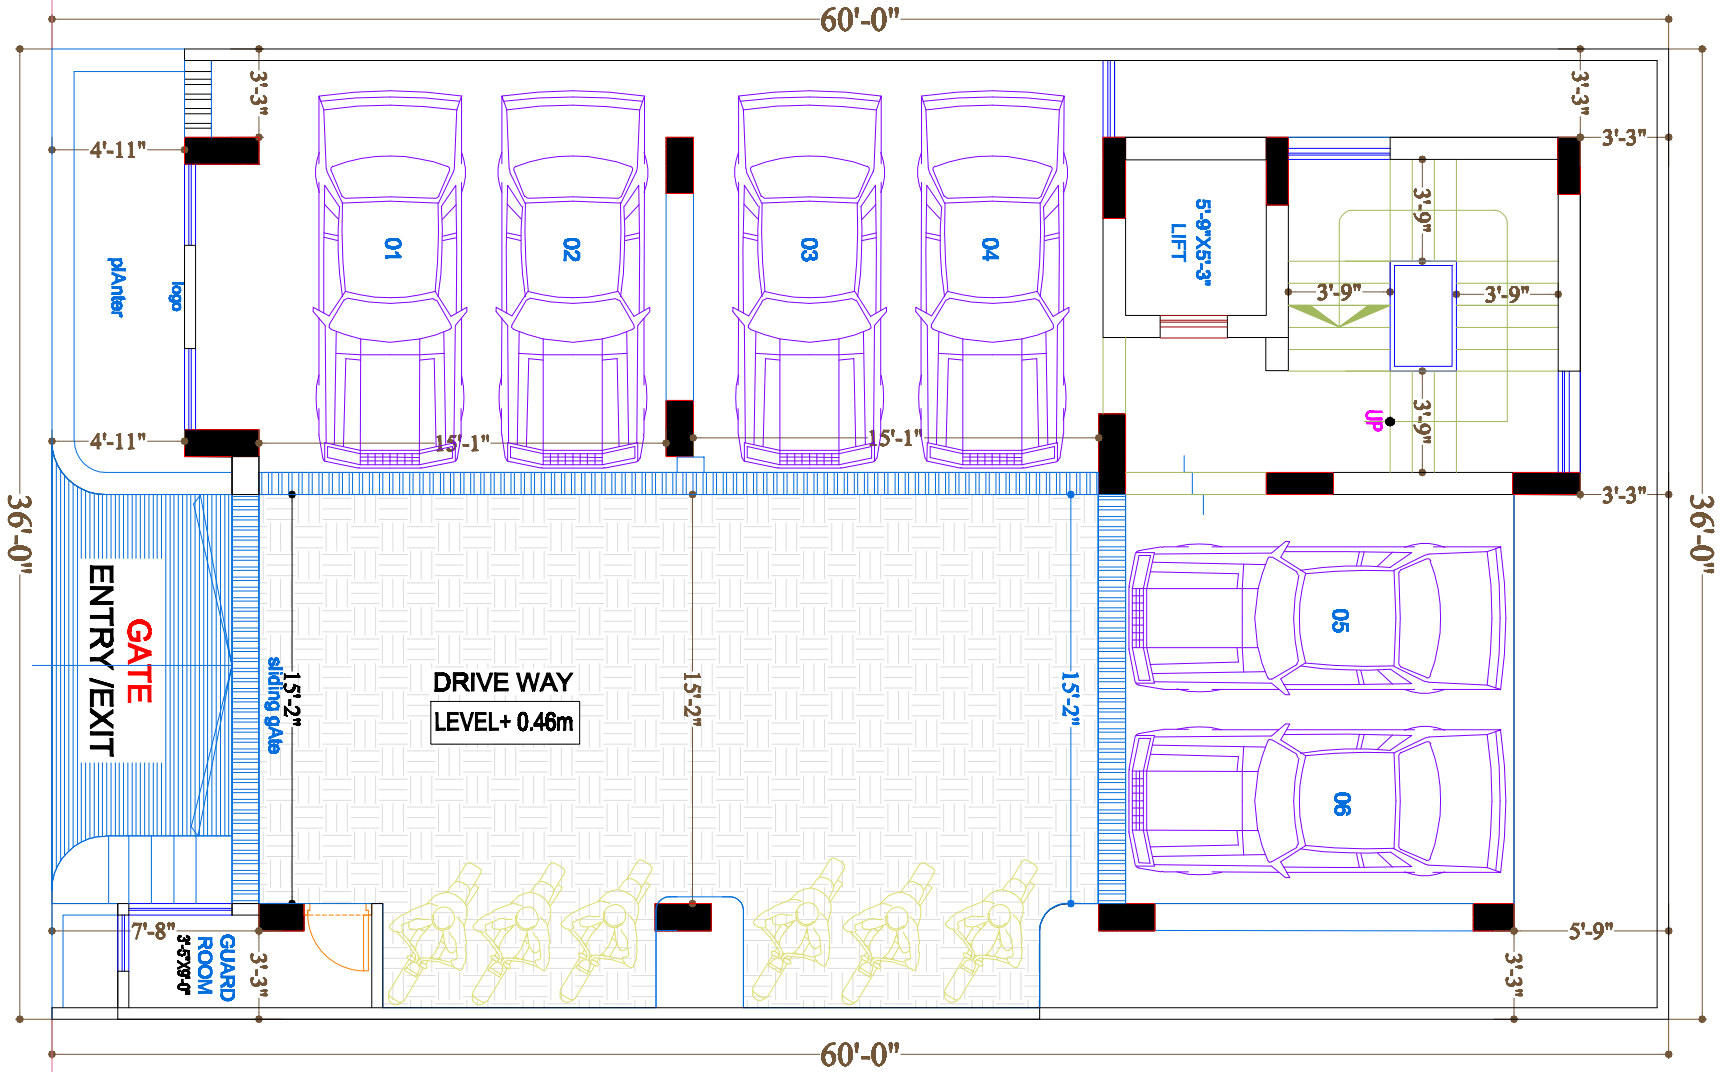 60'-0"
3'-3"
3'-3"
4'-11"
3'-3"
5'-9"X5'-3"
LIFT
3'-9"
01
02
03
04
plAnter
logo
3'-9"
3'-9"
UP
3'-9"
4'-11"
15'-1"
15'-1"
3'-3"
36'-0"
36'-0"
GATE
ENTRY /EXIT
sliding gAte
15'-2"
DRIVE WAY
LEVEL+ 0.46m
15'-2"
15'-2"
05
06
7'-8"
GUARD
ROOM
3'-3"
5'-9"
3'-3"
60'-0"